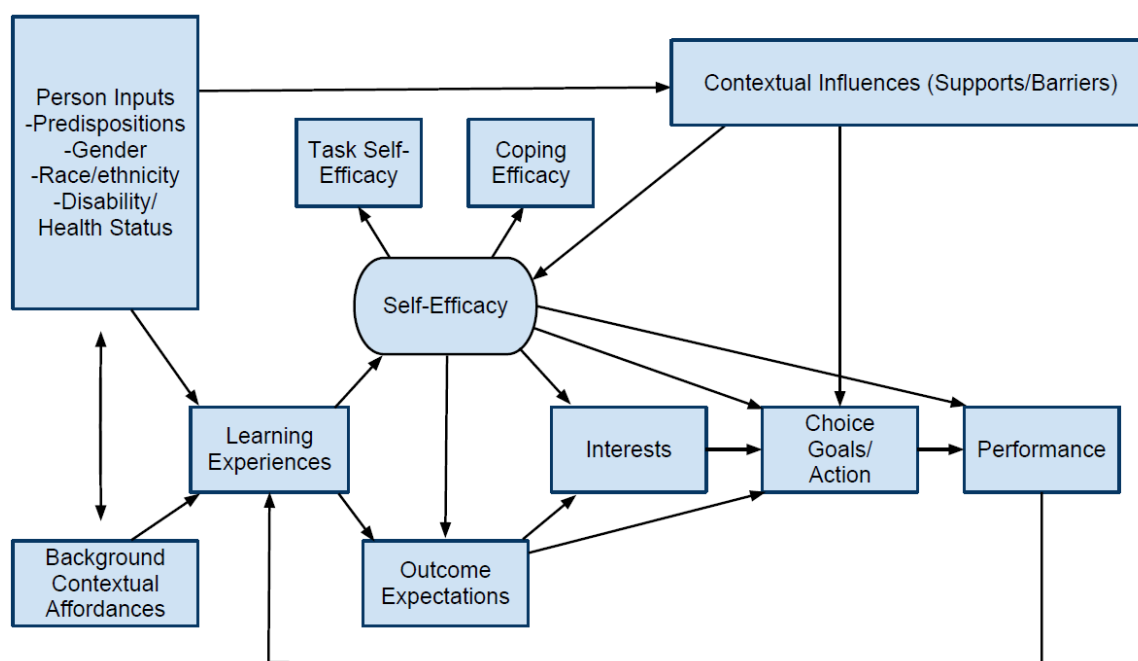 Person Inputs
-Predispositions
-Gender
-Race/ethnicity
-Disability/
Health Status
Contextual Influences (Supports/Barriers)
Task Self-
Efficacy
Coping
Efficacy
Self-Efficacy
Learning
Experiences
Interests
Choice
Goals/
Action
Performance
Background
Contextual
Affordances
Outcome
Expectations